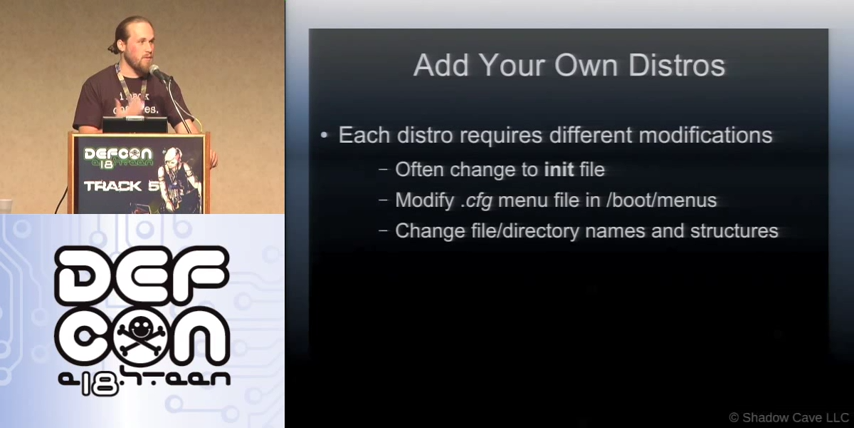 DEFCON
18
TRACK 5
DEF
CON
e18hteen
Add Your Own Distros
• Each distro requires different modifications
– Often change to init file
– Modify .cfg menu file in /boot/menus
– Change file/directory names and structures
© Shadow Cave LLC